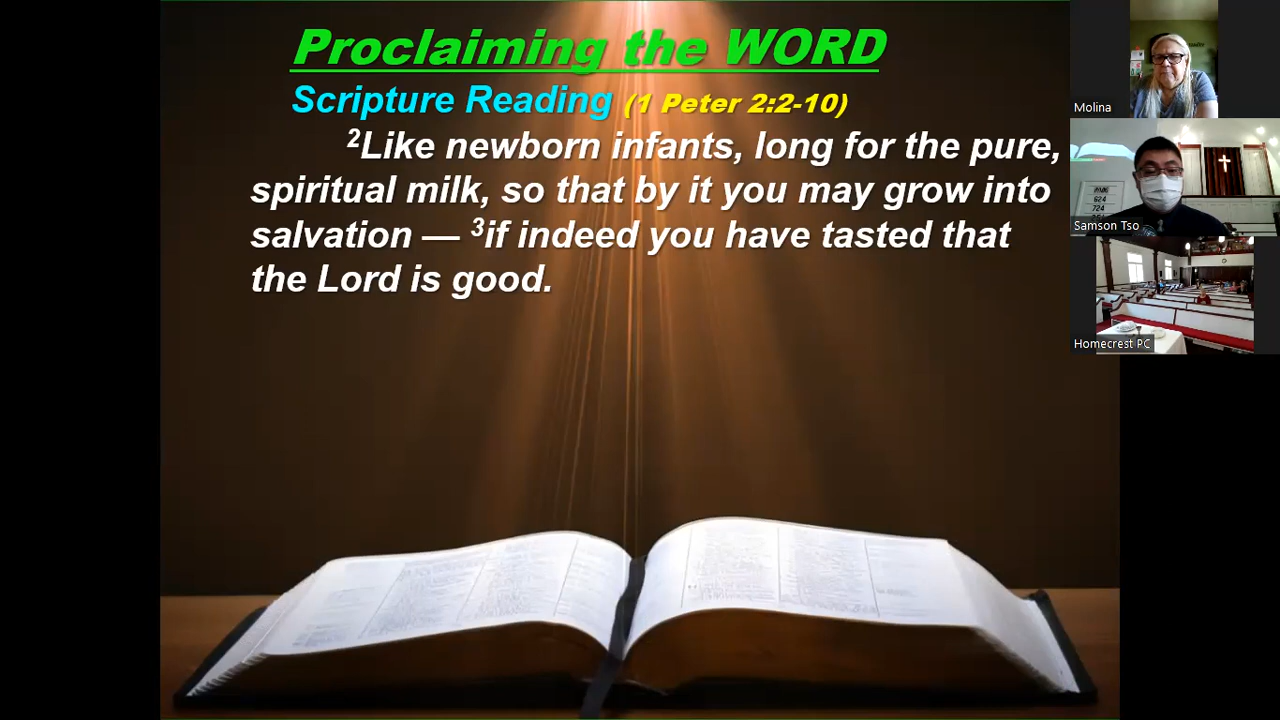 Proclaiming the WORD
Scripture Reading (1 Peter 2:2-10)
²Like newborn infants, long for the pure,
spiritual milk, so that by it you may grow into
salvation — ³if indeed you have tasted that
the Lord is good.
Molina
624
724
Samson Tso
Homecrest PC